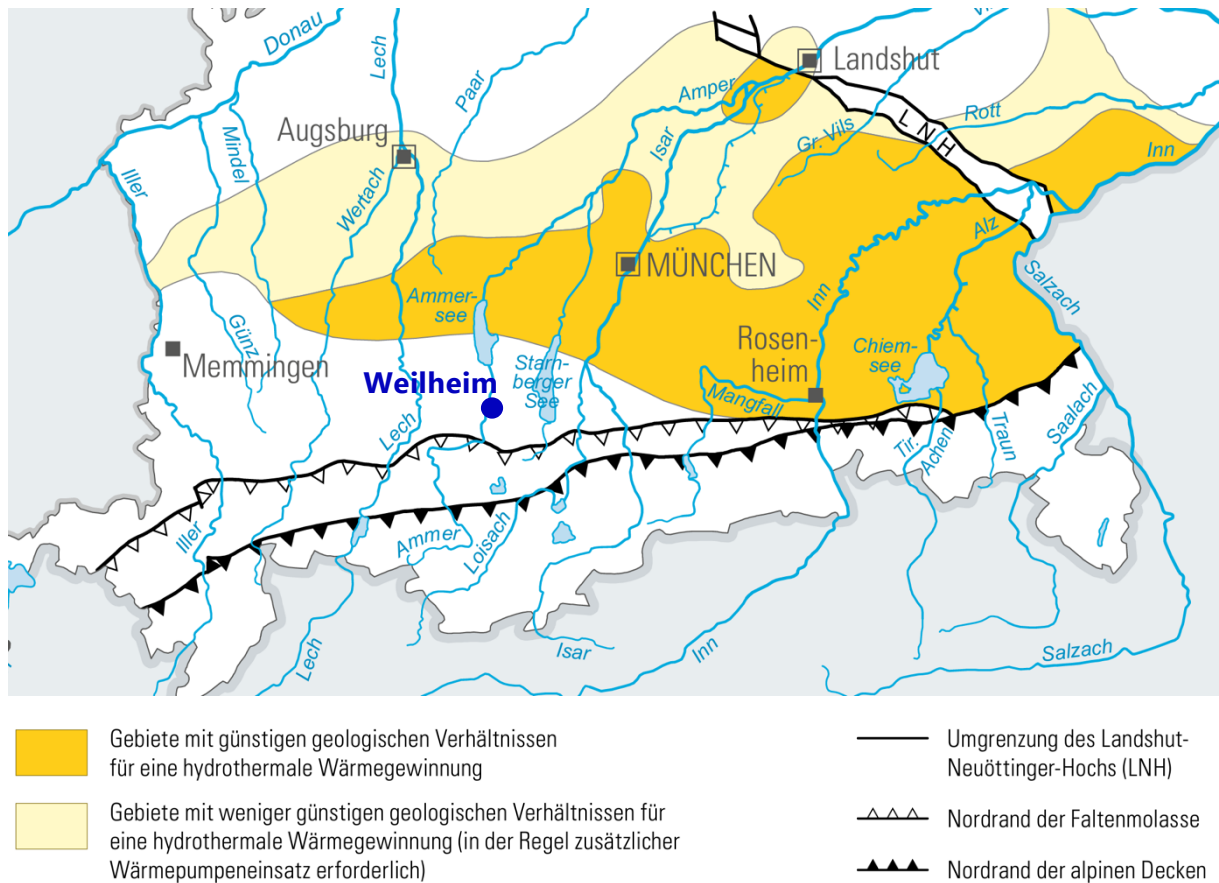 Donau
Lech
Paar
Mindel
Augsburg
Iller
Wertach
Amper
Isar
Landshut
Gr. Vils
LNH
Rott
Inn
Alz
Salzach
MÜNCHEN
Inn
Ammer-
see
Günz
Memmingen
Weilheim
Starn-
berger
See
Rosen-
heim
Chiem-
see
Mangfall
Lech
Tir.
Achen
Traun
Saalach
Iller
Ammer
Loisach
Lech
Isar
Inn
Salzach
Gebiete mit günstigen geologischen Verhältnissen
für eine hydrothermale Wärmegewinnung
Gebiete mit weniger günstigen geologischen Verhältnissen für
eine hydrothermale Wärmegewinnung (in der Regel zusätzlicher
Wärmepumpeneinsatz erforderlich)
Umgrenzung des Landshut-
Neuöttinger-Hochs (LNH)
Nordrand der Faltenmolasse
Nordrand der alpinen Decken